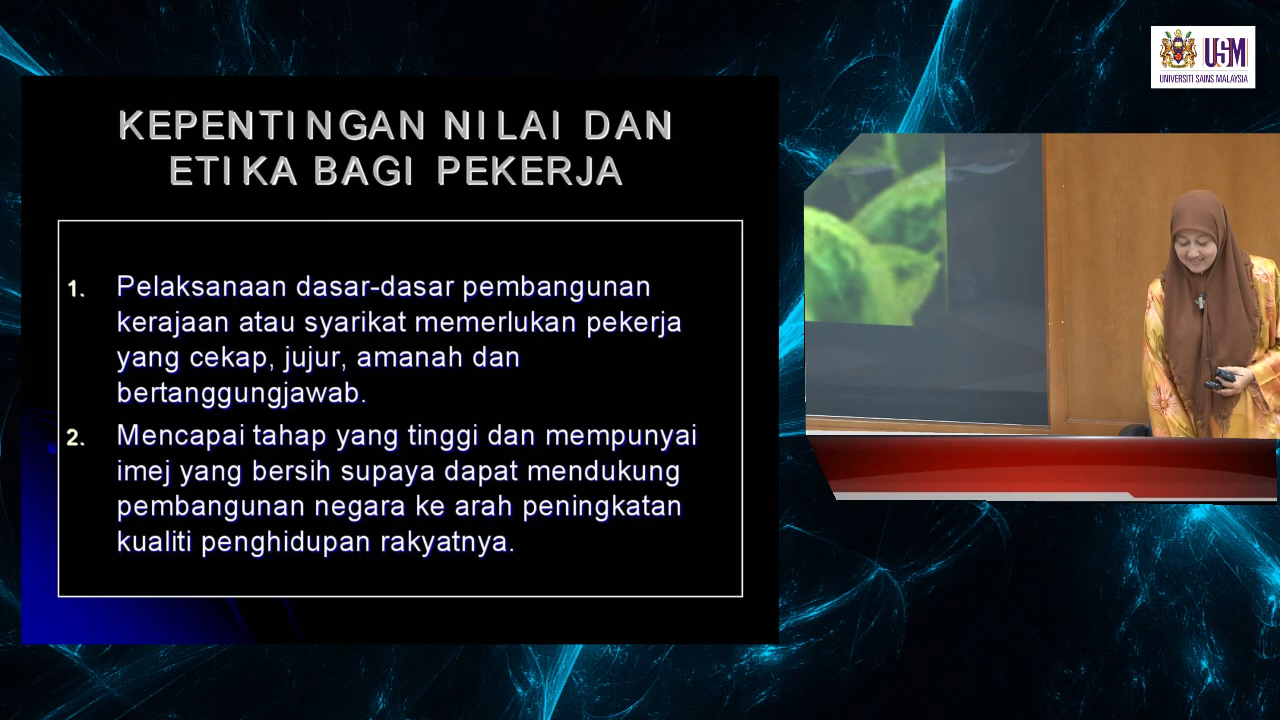 KEPENTINGAN NILAI DAN
ETIKA BAGI PEKERJA
1. Pelaksanaan dasar-dasar pembangunan
kerajaan atau syarikat memerlukan pekerja
yang cekap, jujur, amanah dan
bertanggungjawab.
2. Mencapai tahap yang tinggi dan mempunyai
imej yang bersih supaya dapat mendukung
pembangunan negara ke arah peningkatan
kualiti penghidupan rakyatnya.
USM
UNIVERSITI SAINS MALAYSIA